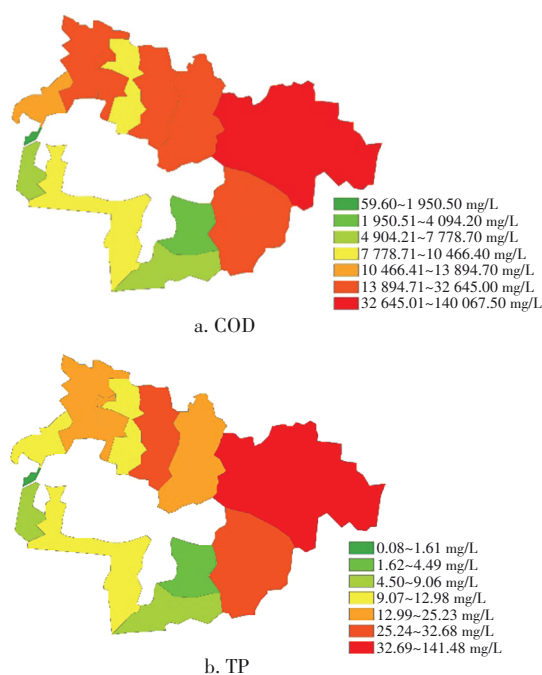 59.60~1 950.50 mg/L
1 950.51~4 094.20 mg/L
4 904.21~7 778.70 mg/L
7 778.71~10 466.40 mg/L
10 466.41~13 894.70 mg/L
13 894.71~32 645.00 mg/L
32 645.01~140 067.50 mg/L
a. COD
0.08~1.61 mg/L
1.62~4.49 mg/L
4.50~9.06 mg/L
9.07~12.98 mg/L
12.99~25.23 mg/L
25.24~32.68 mg/L
32.69~141.48 mg/L
b. TP